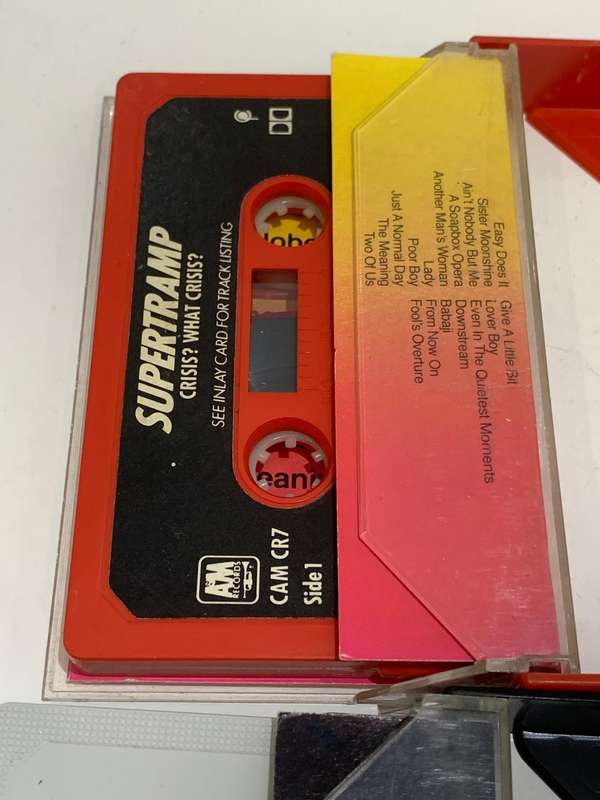 SUPERTRAMP
CRISIS? WHAT CRISIS?
SEE INLAY CARD FOR TRACK LISTING
A&M
RECORDS
CAM CR7
Side 1
Easy Does It
Sister Moonshine
Ain't Nobody But Me
A Soapbox Opera
Another Man's Woman
Lady
Poor Boy
Just A Normal Day
The Meaning
Two Of Us
Give A Little Bit
Lover Boy
Even In The Quietest Moments
Downstream
Babaji
From Now On
Fool's Overture